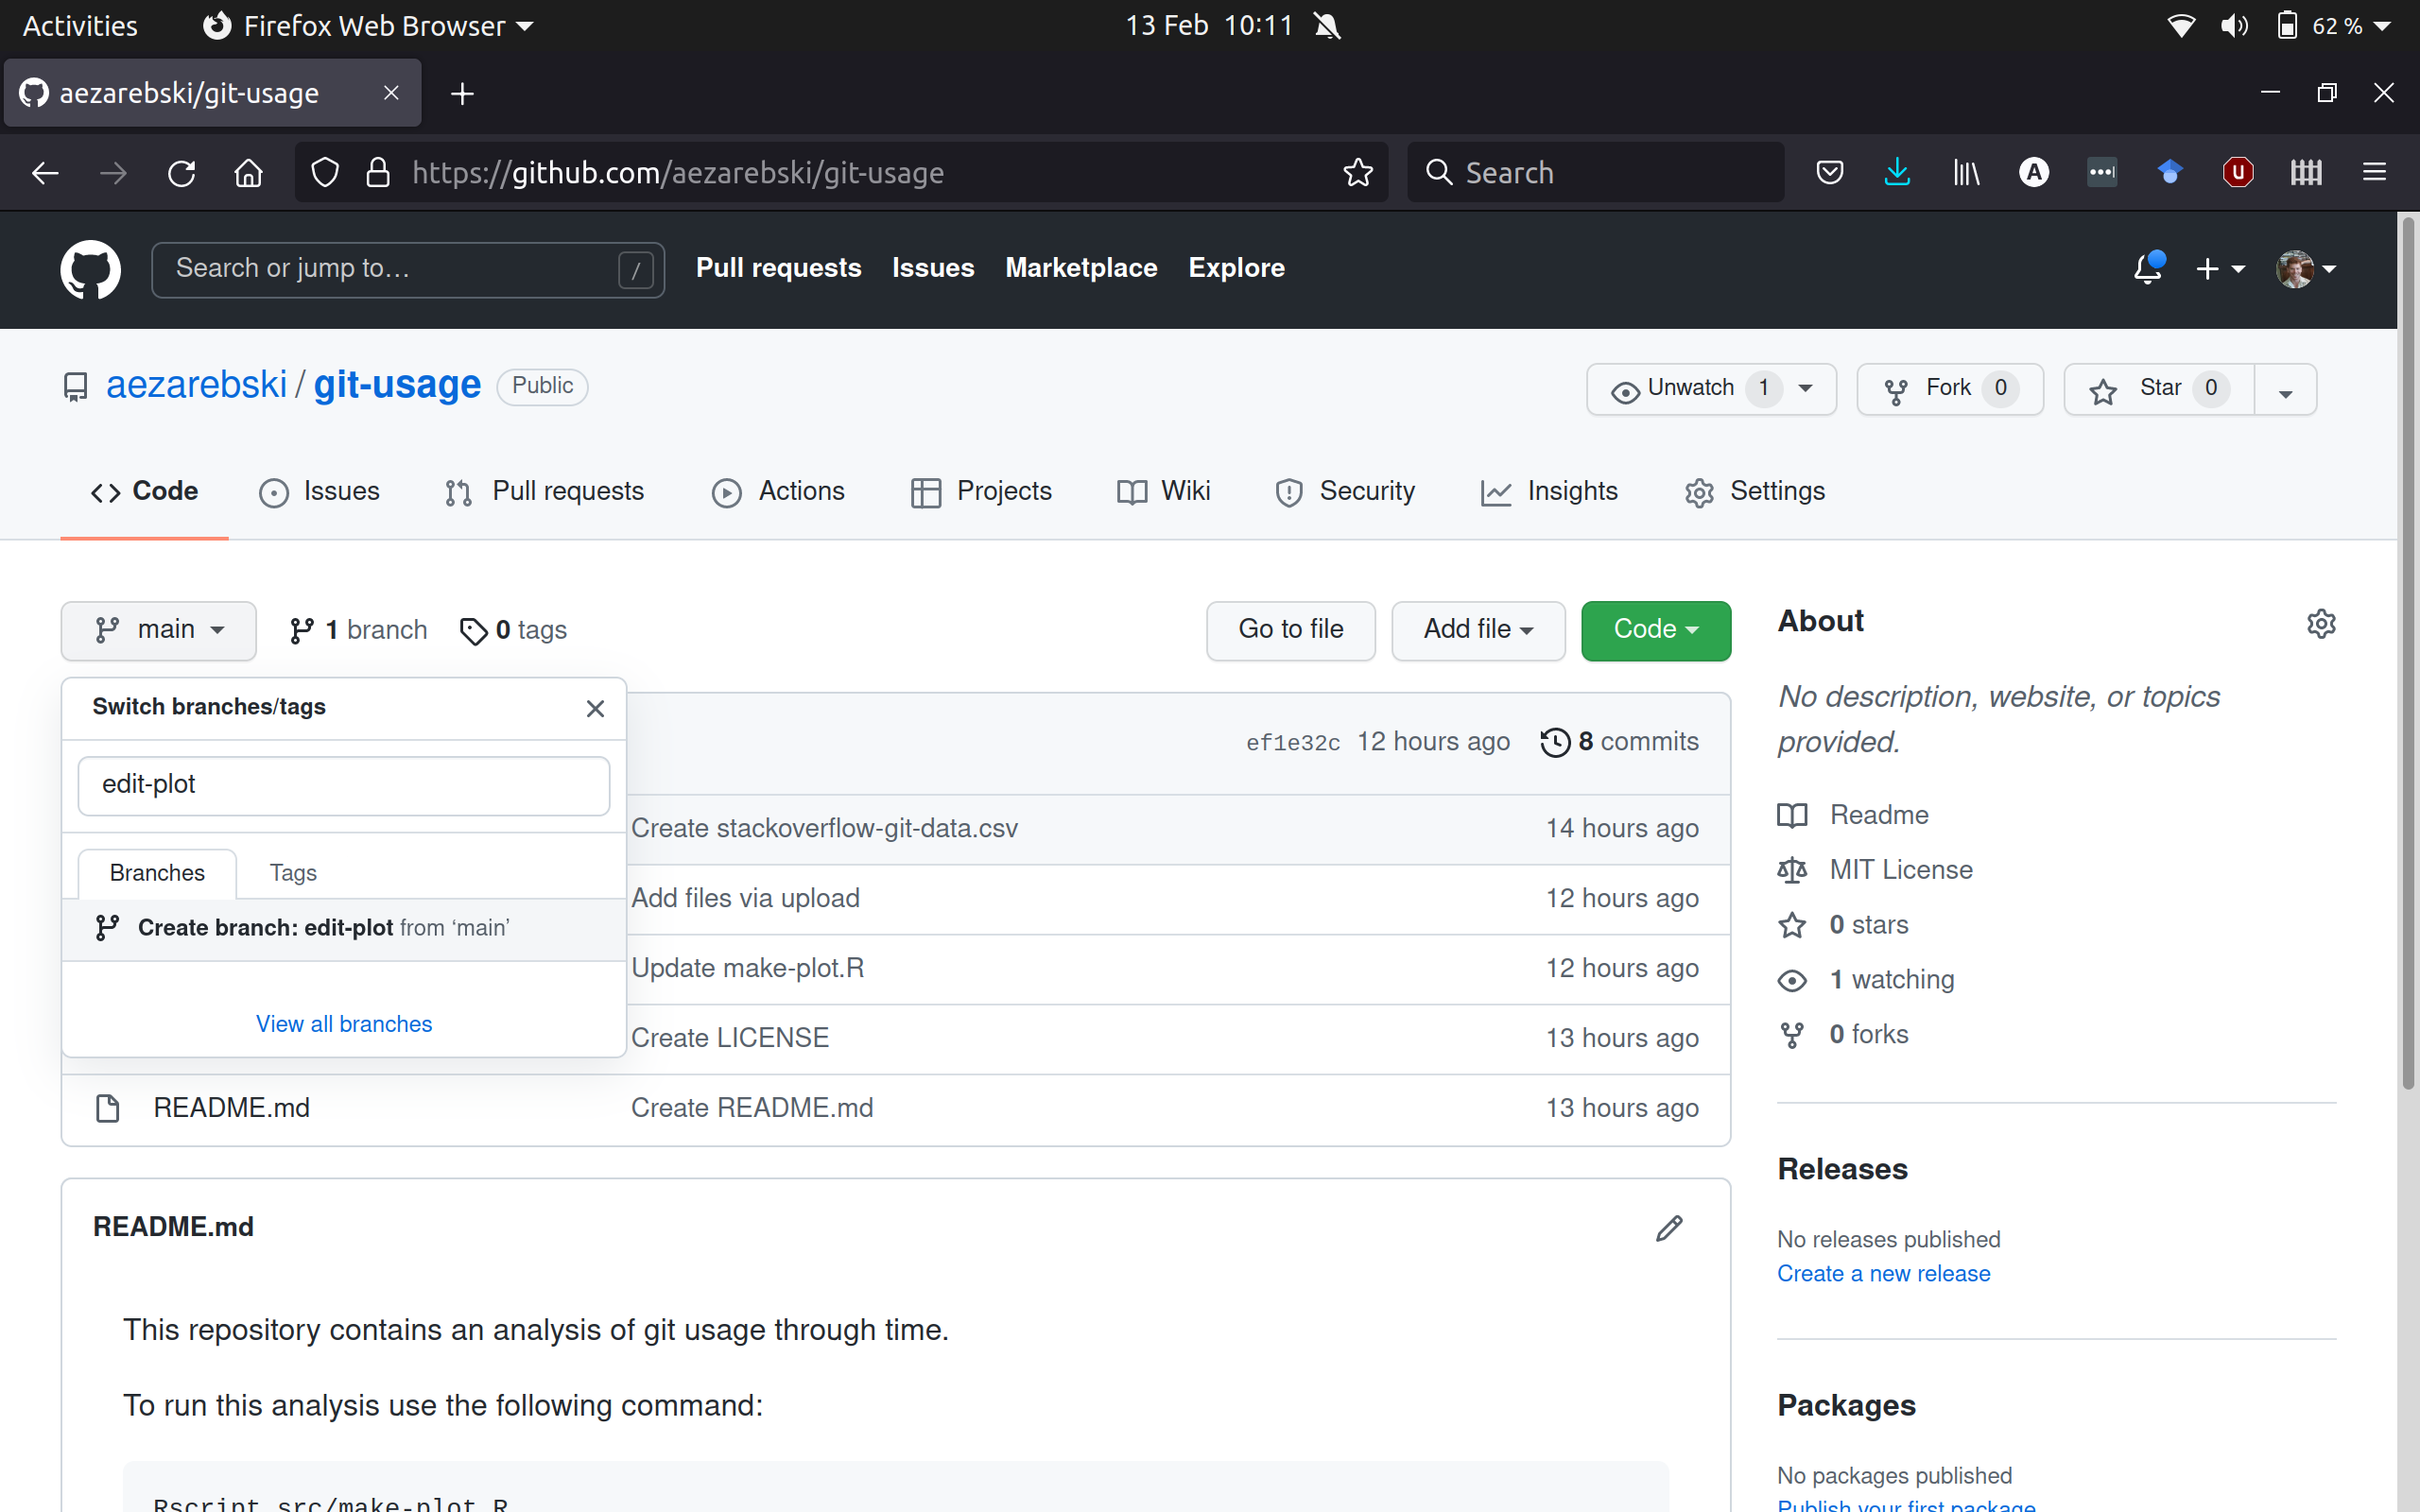 Activities Firefox Web Browser 13 Feb 10:11 62 %
aezarebski/git-usage
https://github.com/aezarebski/git-usage Search
Search or jump to… / Pull requests Issues Marketplace Explore
aezarebski / git-usage Public Unwatch 1 Fork 0 Star 0
Code Issues Pull requests Actions Projects Wiki Security Insights Settings
main 1 branch 0 tags Go to file Add file Code
Switch branches/tags
edit-plot
Branches Tags
Create branch: edit-plot from ‘main’
View all branches
ef1e32c 12 hours ago 8 commits
Create stackoverflow-git-data.csv 14 hours ago
Add files via upload 12 hours ago
Update make-plot.R 12 hours ago
Create LICENSE 13 hours ago
README.md Create README.md 13 hours ago
README.md
This repository contains an analysis of git usage through time.
To run this analysis use the following command:
Rscript src/make-plot.R
About
No description, website, or topics
provided.
Readme
MIT License
0 stars
1 watching
0 forks
Releases
No releases published
Create a new release
Packages
No packages published
Publish your first package